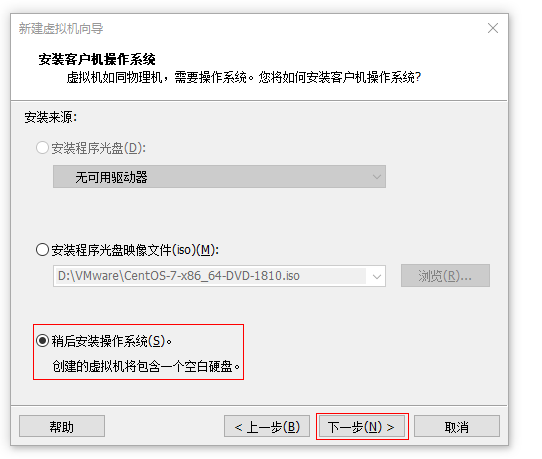 新建虚拟机向导
安装客户机操作系统
虚拟机如同物理机，需要操作系统。您将如何安装客户机操作系统?
安装来源:
安装程序光盘(D):
无可用驱动器
安装程序光盘映像文件(iso)(M):
D:\VMware\CentOS-7-x86_64-DVD-1810.iso
浏览(R)...
稍后安装操作系统(S)。
创建的虚拟机将包含一个空白硬盘。
帮助
< 上一步(B)
下一步(N) >
取消